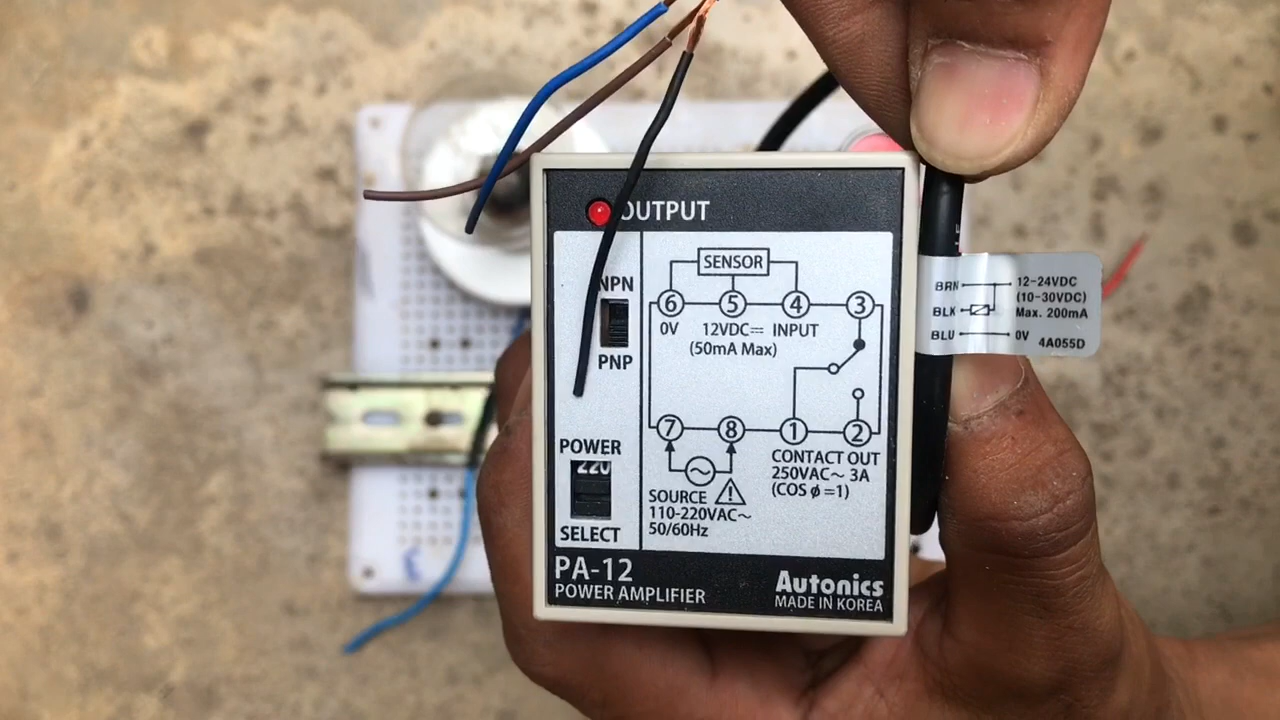 OUTPUT
NPN
PNP
SENSOR
6 5 4 3
0V 12VDC⎓ INPUT
(50mA Max)
7 8 1 2
POWER
220
SELECT
SOURCE
110-220VAC~
50/60Hz
CONTACT OUT
250VAC~ 3A
(COS ϕ=1)
PA-12
POWER AMPLIFIER
Autonics
MADE IN KOREA
BRN 12-24VDC
(10-30VDC)
BLK Max. 200mA
BLU 0V
4A055D
3